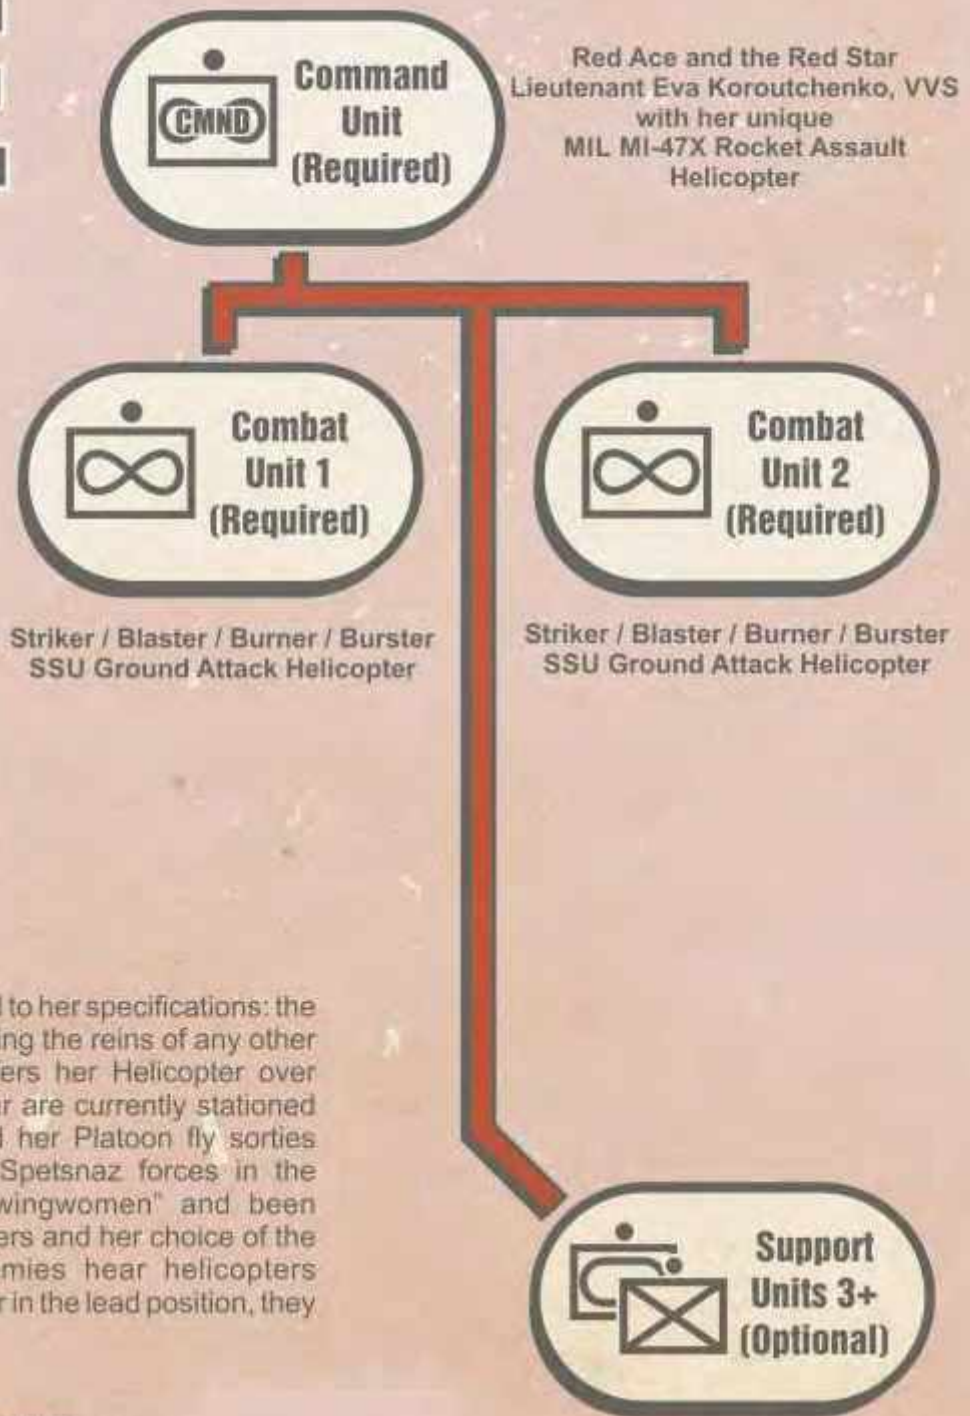 CMND
Command
Unit
(Required)
Red Ace and the Red Star
Lieutenant Eva Koroutchenko, VVS
with her unique
MIL MI-47X Rocket Assault
Helicopter
Combat
Unit 1
(Required)
Combat
Unit 2
(Required)
Striker / Blaster / Burner / Burster
SSU Ground Attack Helicopter
Striker / Blaster / Burner / Burster
SSU Ground Attack Helicopter
to her specifications: the
ing the reins of any other
ers her Helicopter over
r are currently stationed
her Platoon fly sorties
Spetsnaz forces in the
wingwomen" and been
ers and her choice of the
mies hear helicopters
r in the lead position, they
Support
Units 3+
(Optional)